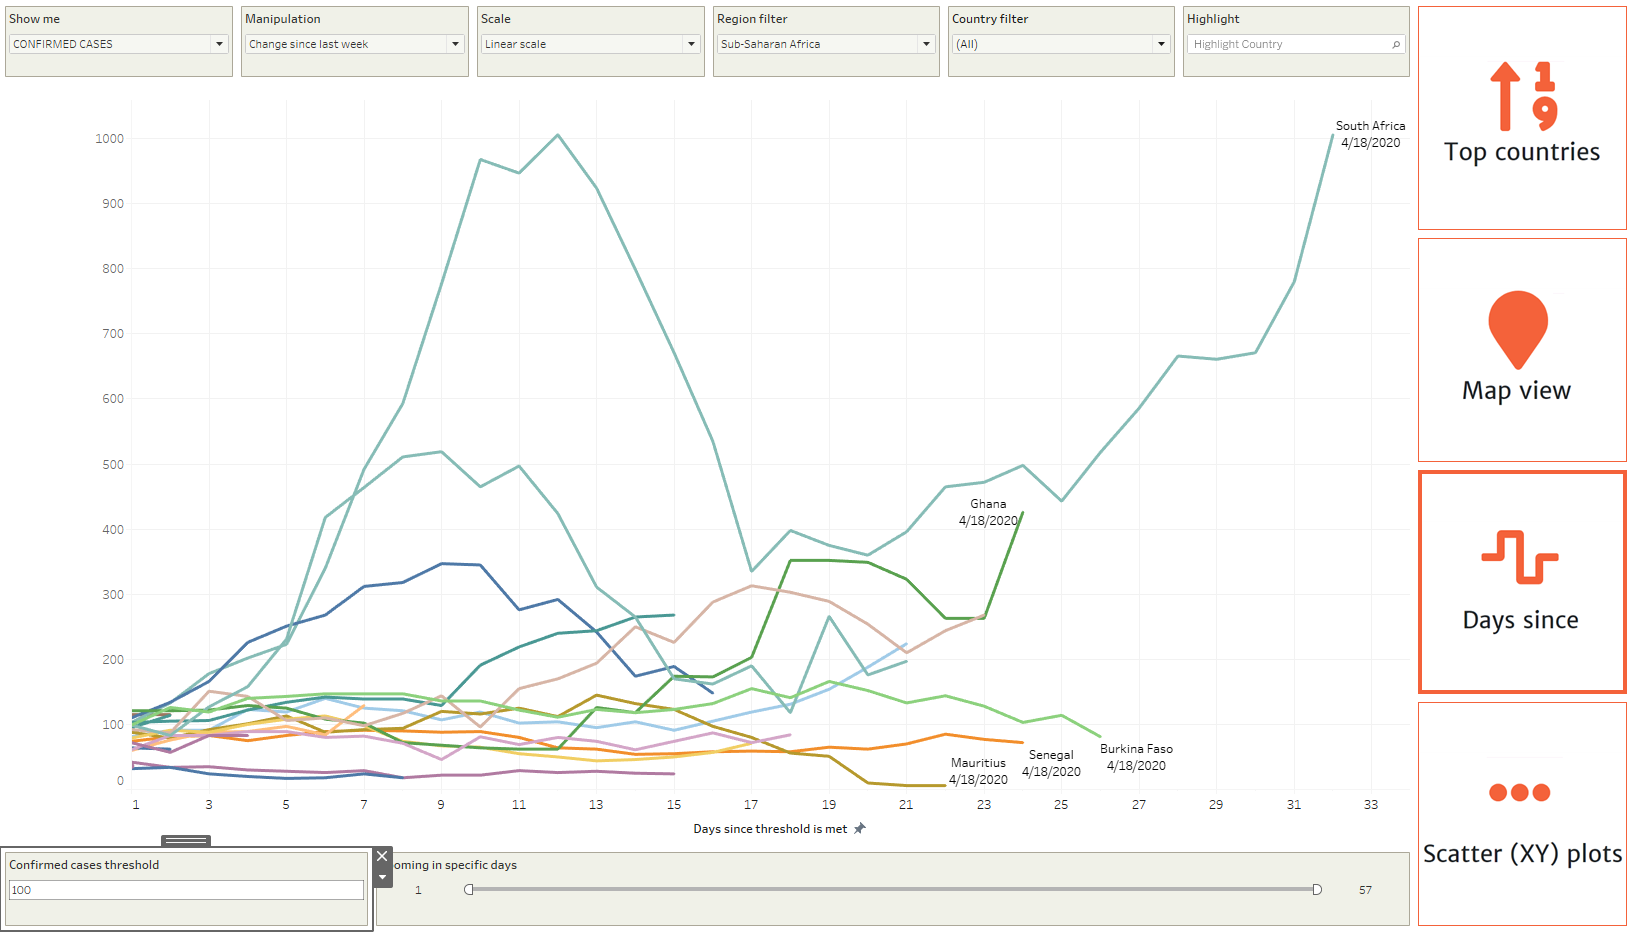 Show me
CONFIRMED CASES
Manipulation
Change since last week
Scale
Linear scale
Region filter
Sub-Saharan Africa
Country filter
(All)
Highlight
Highlight Country
1
9
Top countries
Map view
Days since
Scatter (XY) plots
1000
900
800
700
600
500
400
300
200
100
0
South Africa
4/18/2020
Ghana
4/18/2020
Mauritius
4/18/2020
Senegal
4/18/2020
Burkina Faso
4/18/2020
1 3 5 7 9 11 13 15 17 19 21 23 25 27 29 31 33
Days since threshold is met
Confirmed cases threshold
100
oming in specific days
1
57